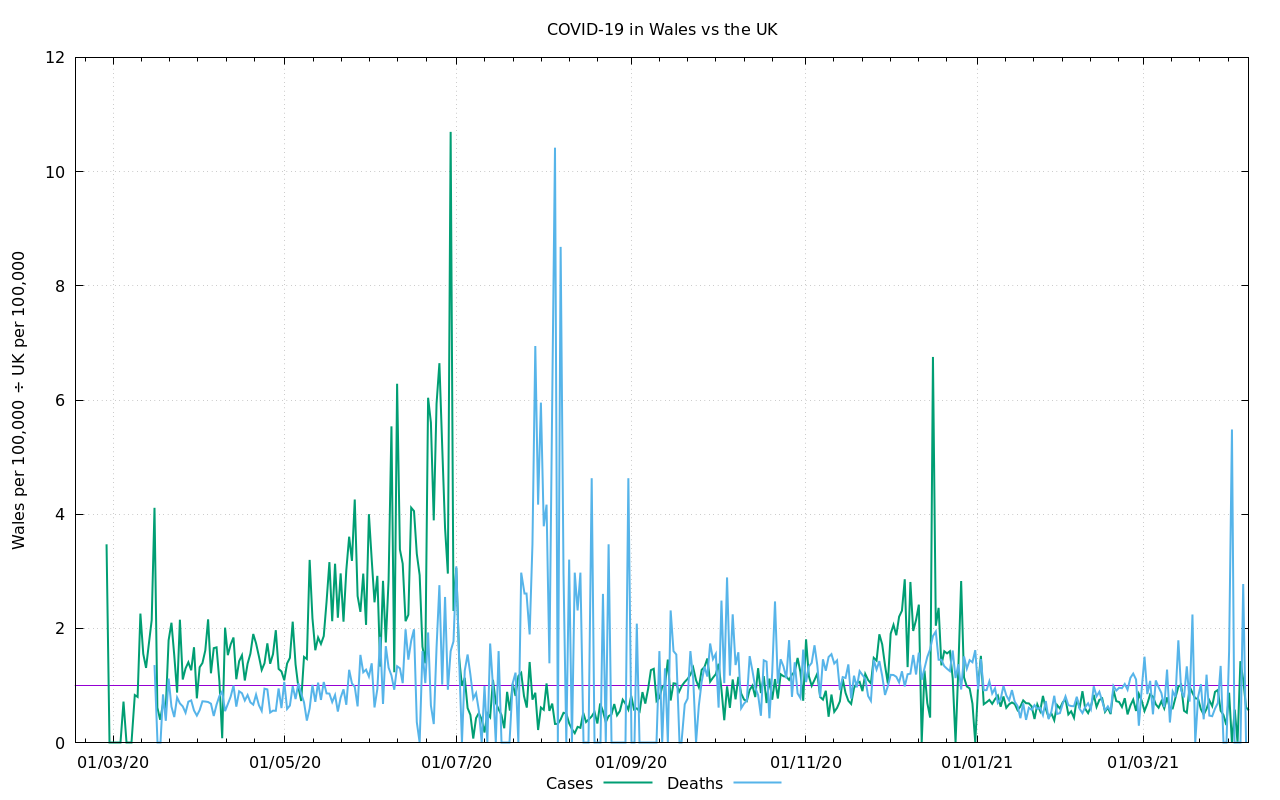 COVID-19 in Wales vs the UK
Wales per 100,000 ÷ UK per 100,000
12
10
8
6
4
2
0
01/03/20 01/05/20 01/07/20 01/09/20 01/11/20 01/01/21 01/03/21
Cases Deaths